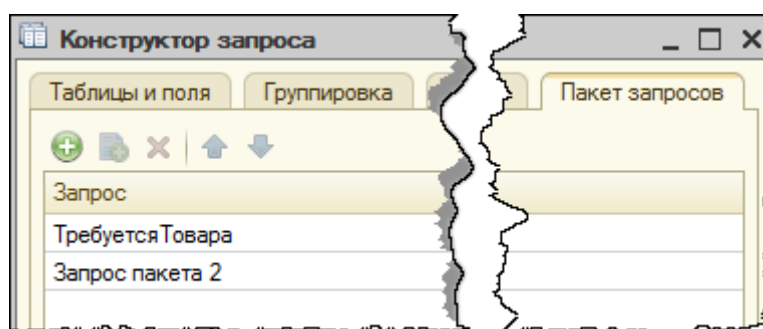 Конструктор запроса
Таблицы и поля Группировка Пакет запросов
Запрос
ТребуетсяТовара
Запрос пакета 2